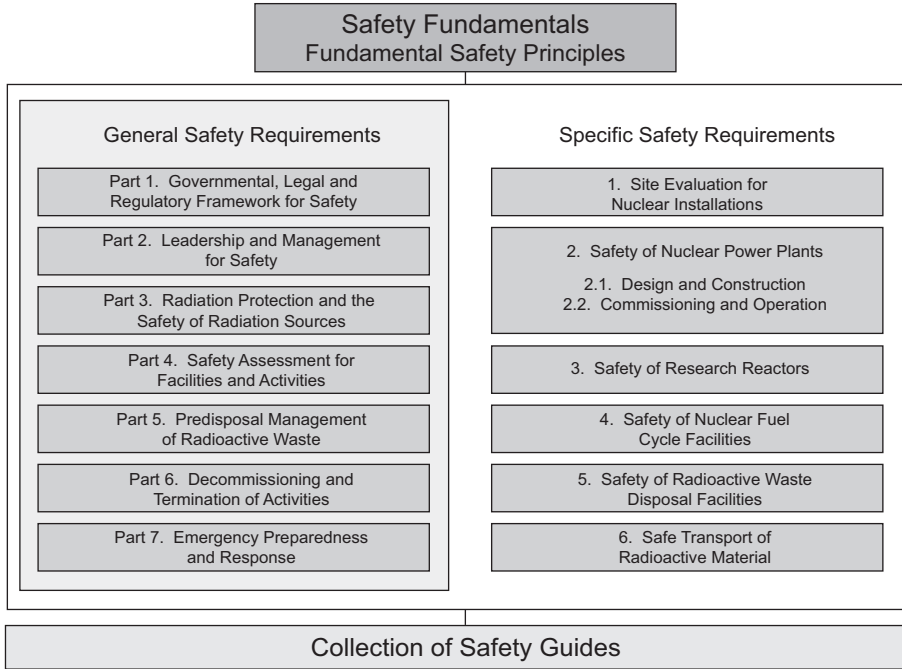 Safety Fundamentals
Fundamental Safety Principles
General Safety Requirements
Part 1. Governmental, Legal and
Regulatory Framework for Safety
Part 2. Leadership and Management
for Safety
Part 3. Radiation Protection and the
Safety of Radiation Sources
Part 4. Safety Assessment for
Facilities and Activities
Part 5. Predisposal Management
of Radioactive Waste
Part 6. Decommissioning and
Termination of Activities
Part 7. Emergency Preparedness
and Response
Specific Safety Requirements
1. Site Evaluation for
Nuclear Installations
2. Safety of Nuclear Power Plants
2.1. Design and Construction
2.2. Commissioning and Operation
3. Safety of Research Reactors
4. Safety of Nuclear Fuel
Cycle Facilities
5. Safety of Radioactive Waste
Disposal Facilities
6. Safe Transport of
Radioactive Material
Collection of Safety Guides